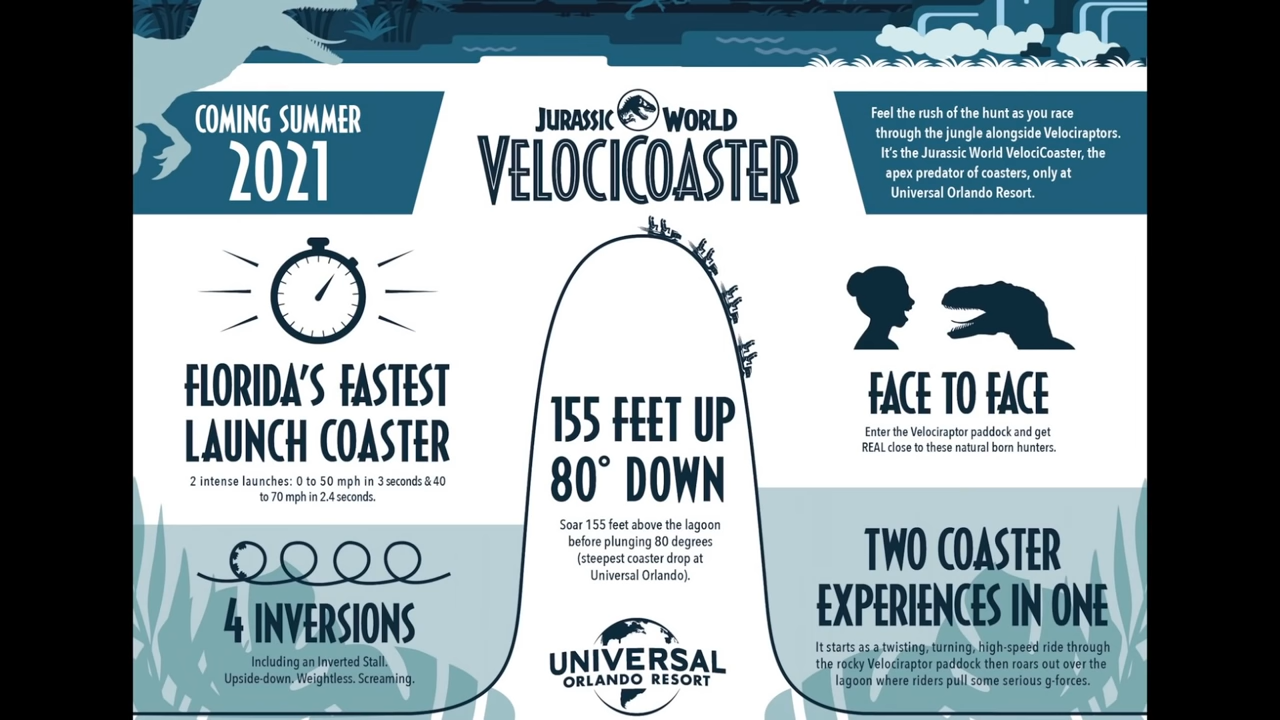 COMING SUMMER
2021
JURASSIC WORLD
VELOCICOASTER
Feel the rush of the hunt as you race
through the jungle alongside Velociraptors.
It's the Jurassic World VelociCoaster, the
apex predator of coasters, only at
Universal Orlando Resort.
FLORIDA'S FASTEST
LAUNCH COASTER
2 intense launches: 0 to 50 mph in 3 seconds & 40
to 70 mph in 2.4 seconds.
4 INVERSIONS
Including an Inverted Stall.
Upside-down. Weightless. Screaming.
155 FEET UP
80° DOWN
Soar 155 feet above the lagoon
before plunging 80 degrees
(steepest coaster drop at
Universal Orlando).
UNIVERSAL
ORLANDO RESORT
FACE TO FACE
Enter the Velociraptor paddock and get
REAL close to these natural born hunters.
TWO COASTER
EXPERIENCES IN ONE
It starts as a twisting, turning, high-speed ride through
the rocky Velociraptor paddock then roars out over the
lagoon where riders pull some serious g-forces.